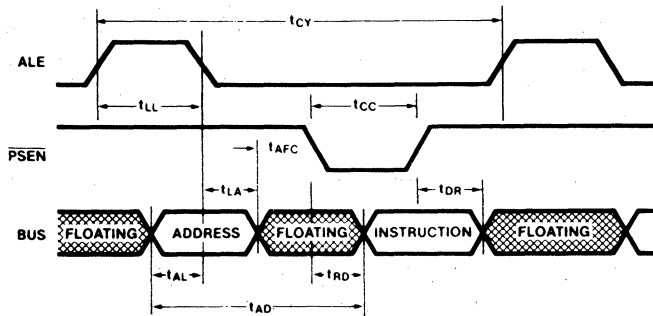 tCY
ALE
tLL
tCC
PSEN
tAFC
tLA
tDR
BUS
FLOATING ADDRESS FLOATING INSTRUCTION FLOATING
tAL
tRD
tAD